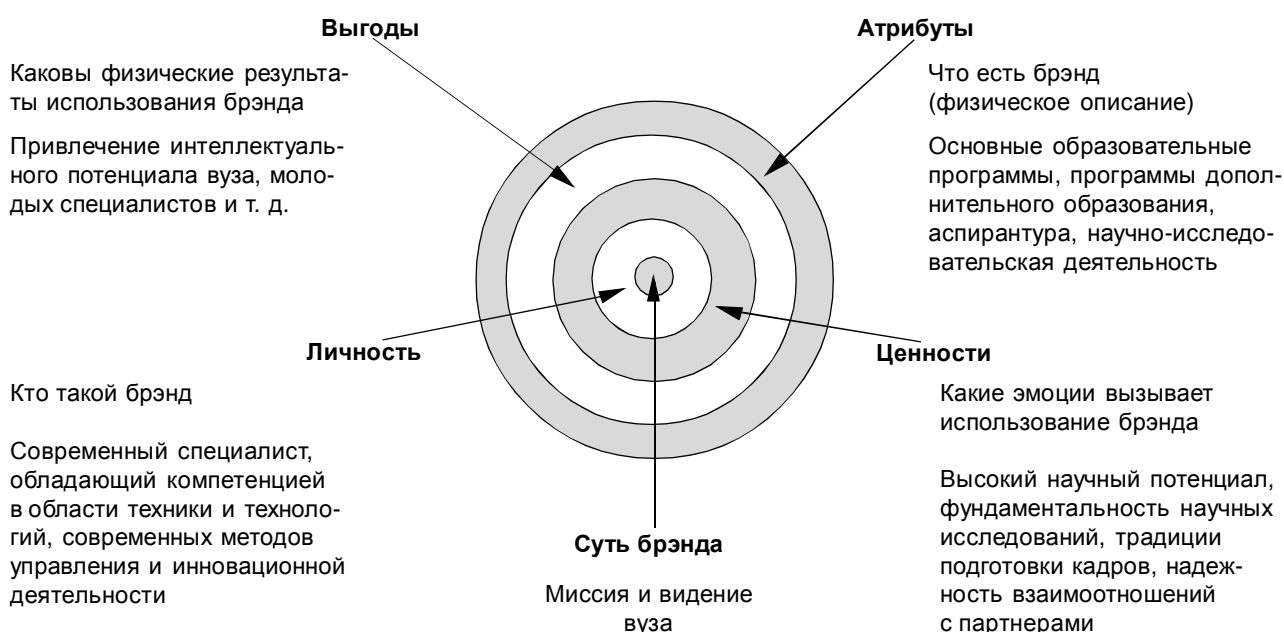 Выгоды
Каковы физические результа-
ты использования брэнда
Привлечение интеллектуаль-
ного потенциала вуза, моло-
дых специалистов и т. д.
Атрибуты
Что есть брэнд
(физическое описание)
Основные образовательные
программы, программы допол-
нительного образования,
аспирантура, научно-исследо-
вательская деятельность
Личность
Кто такой брэнд
Современный специалист,
обладающий компетенцией
в области техники и техноло-
гий, современных методов
управления и инновационной
деятельности
Суть брэнда
Миссия и видение
вуза
Ценности
Какие эмоции вызывает
использование брэнда
Высокий научный потенциал,
фундаментальность научных
исследований, традиции
подготовки кадров, надеж-
ность взаимоотношений
с партнерами